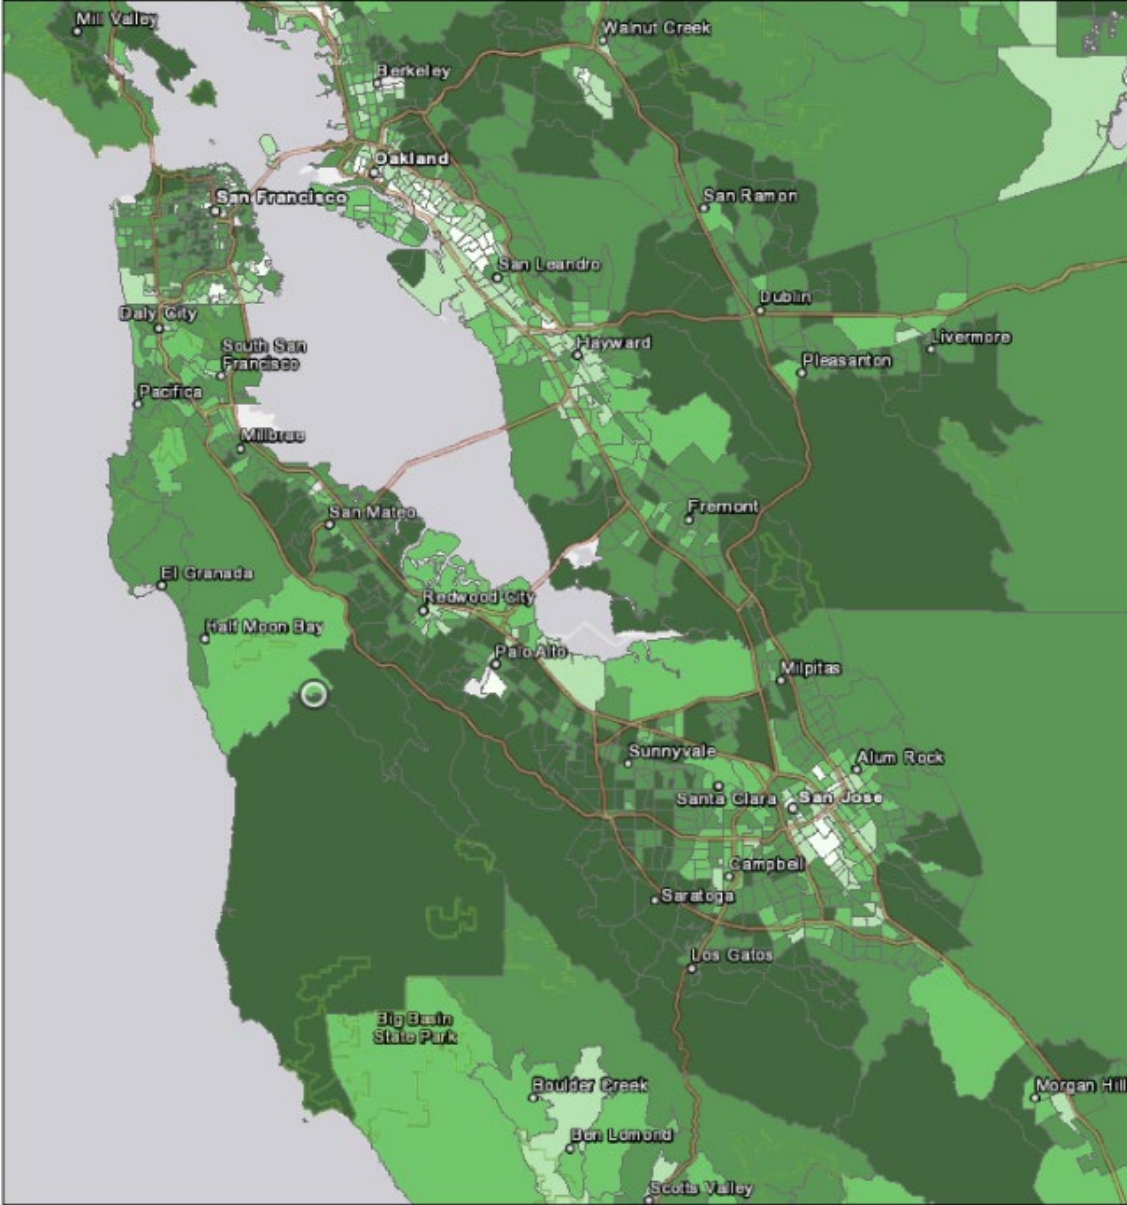 Mill Valley
Walnut Creek
Berkeley
Oakland
San Francisco
San Ramon
San Leandro
Dublin
Daly City
Livermore
South San
Francisco
Hayward
Pleasanton
Pacifica
Millbrae
San Mateo
Fremont
El Granada
Redwood City
Half Moon Bay
Palo Alto
Milpitas
Sunnyvale
Alum Rock
Santa Clara
San Jose
Campbell
Saratoga
Los Gatos
Big Basin
State Park
Boulder Creek
Morgan Hill
Ben Lomond
Scotts Valley